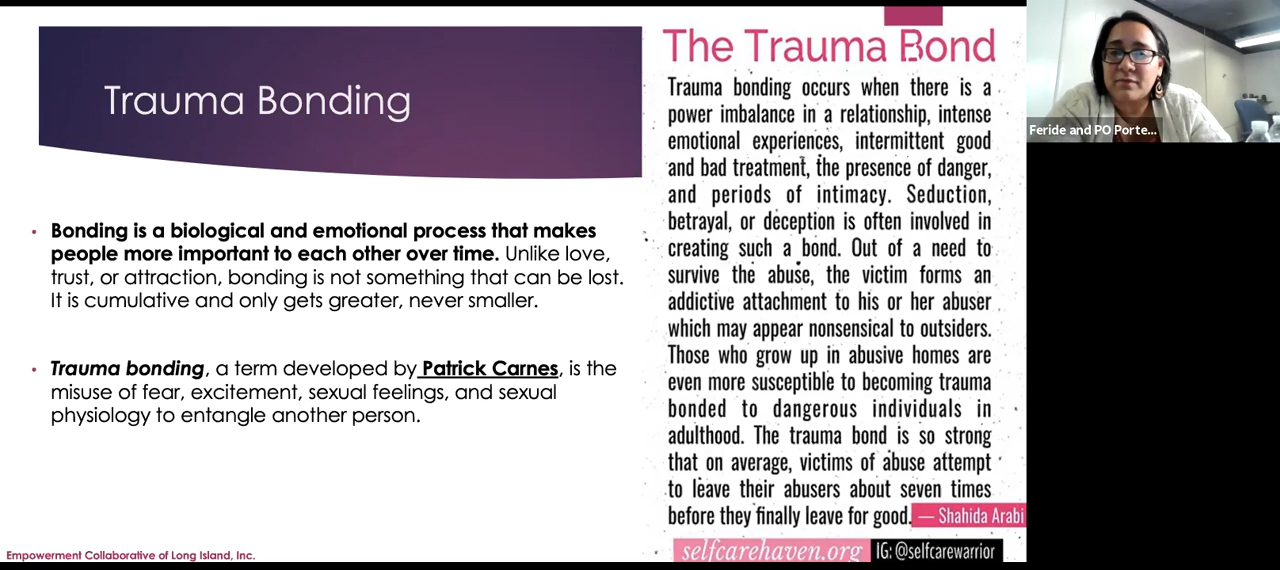 Trauma Bonding
Bonding is a biological and emotional process that makes
people more important to each other over time. Unlike love,
trust, or attraction, bonding is not something that can be lost.
It is cumulative and only gets greater, never smaller.
Trauma bonding, a term developed by Patrick Carnes, is the
misuse of fear, excitement, sexual feelings, and sexual
physiology to entangle another person.
Empowerment Collaborative of Long Island, Inc.
The Trauma Bond
Trauma bonding occurs when there is a
power imbalance in a relationship, intense
emotional experiences, intermittent good
and bad treatment, the presence of danger,
and periods of intimacy. Seduction,
betrayal, or deception is often involved in
creating such a bond. Out of a need to
survive the abuse, the victim forms an
addictive attachment to his or her abuser
which may appear nonsensical to outsiders.
Those who grow up in abusive homes are
even more susceptible to becoming trauma
bonded to dangerous individuals in
adulthood. The trauma bond is so strong
that on average, victims of abuse attempt
to leave their abusers about seven times
before they finally leave for good. — Shahida Arabi
selfcarehaven.org IG: @selfcarewarrior
Feride and PO Porte...